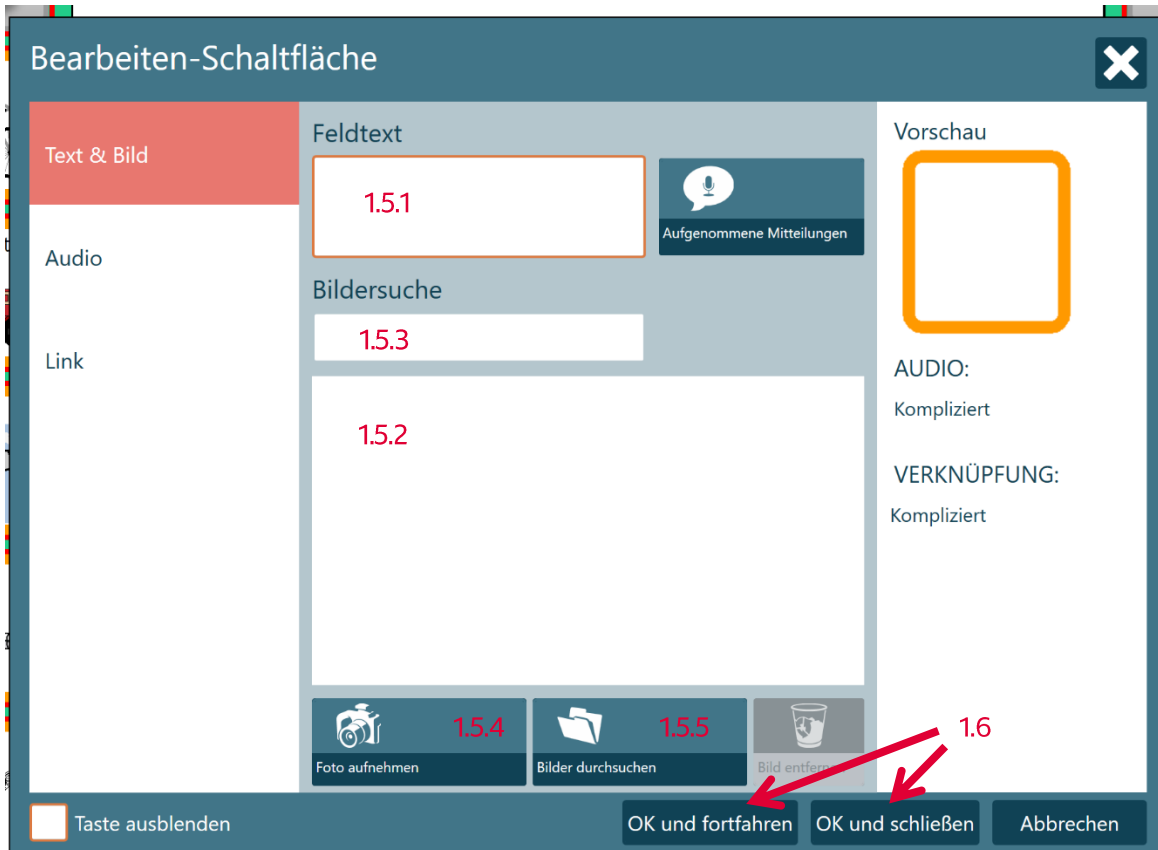 Bearbeiten-Schaltfläche
Text & Bild
Audio
Link
Feldtext
1.5.1
Aufgenommene Mitteilungen
Bildersuche
1.5.3
1.5.2
1.5.4
Foto aufnehmen
1.5.5
Bilder durchsuchen
Bild
Vorschau
AUDIO:
Kompliziert
VERKNÜPFUNG:
Kompliziert
1.6
Taste ausblenden
OK und fortfahren
OK und schließen
Abbrechen